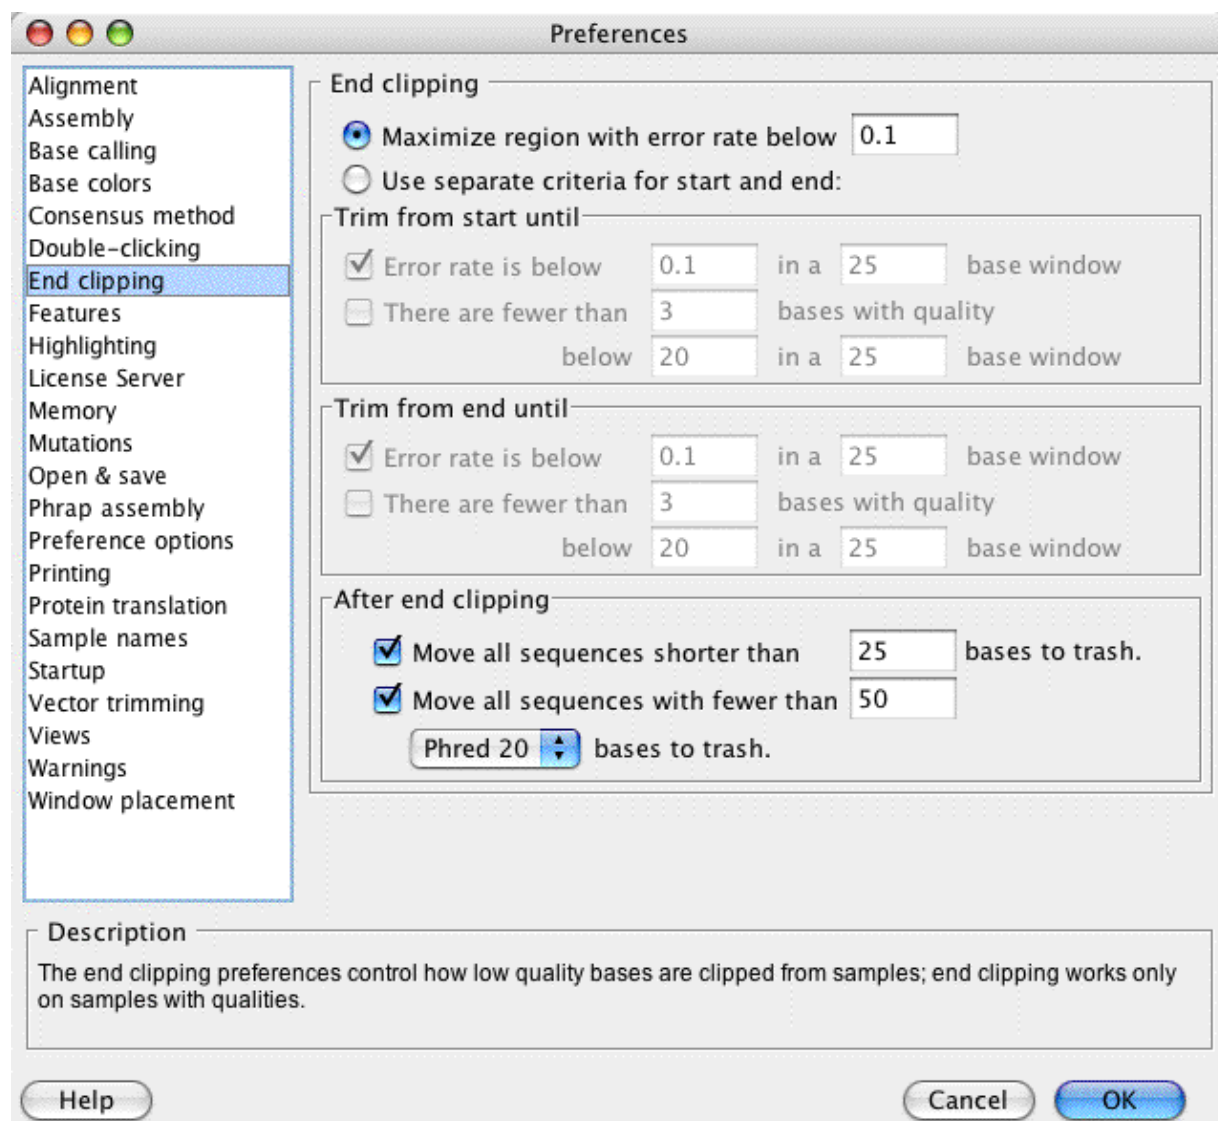 Preferences
Alignment
Assembly
Base calling
Base colors
Consensus method
Double-clicking
End clipping
Features
Highlighting
License Server
Memory
Mutations
Open & save
Phrap assembly
Preference options
Printing
Protein translation
Sample names
Startup
Vector trimming
Views
Warnings
Window placement
End clipping
Maximize region with error rate below 0.1
Use separate criteria for start and end:
Trim from start until
Error rate is below 0.1 in a 25 base window
There are fewer than 3 bases with quality
below 20 in a 25 base window
Trim from end until
Error rate is below 0.1 in a 25 base window
There are fewer than 3 bases with quality
below 20 in a 25 base window
After end clipping
Move all sequences shorter than 25 bases to trash.
Move all sequences with fewer than 50
Phred 20 bases to trash.
Description
The end clipping preferences control how low quality bases are clipped from samples; end clipping works only
on samples with qualities.
Help Cancel OK